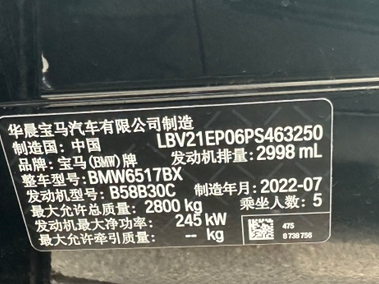 华晨宝马汽车有限公司制造
制造国：中国 LBV21EP06PS463250
品牌：宝马(BMW)牌 发动机排量：2998 mL
整车型号：BMW6517BX
发动机型号：B58B30C 制造年月：2022-07
最大允许总质量：2800 kg 乘坐人数：5
发动机最大净功率：245 kW
最大允许牵引质量：-- kg
475
8 738 756